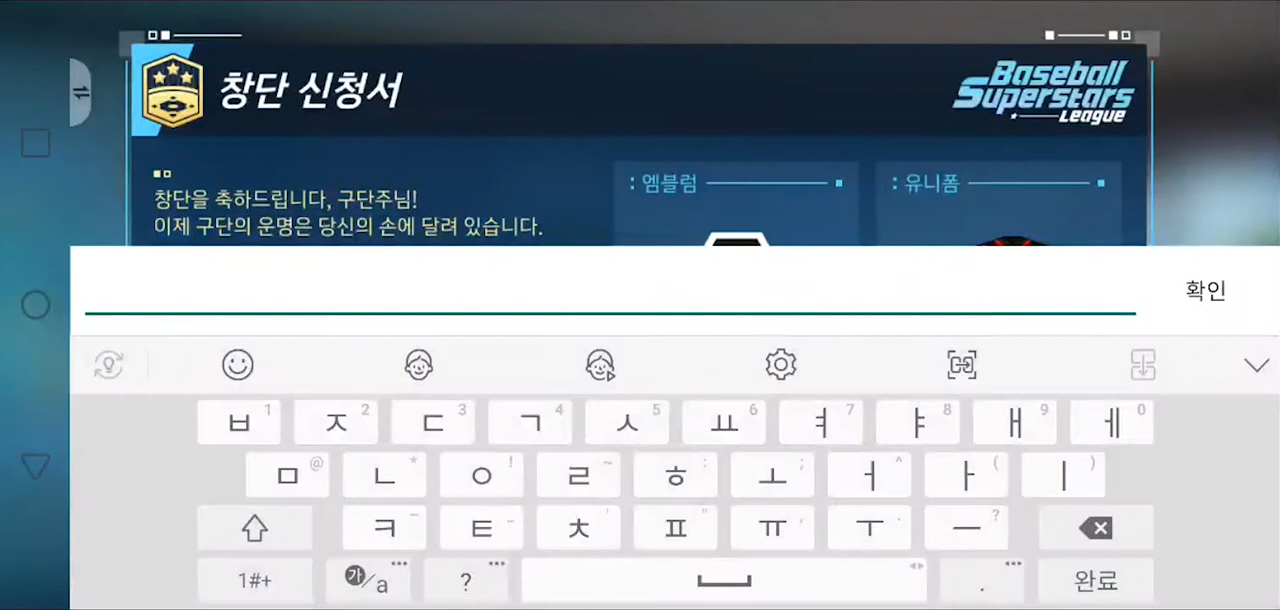 창단 신청서
Baseball
Superstars
League
창단을 축하드립니다, 구단주님!
이제 구단의 운명은 당신의 손에 달려 있습니다.
: 엠블럼
: 유니폼
확인
ㅂ 1 ㅈ 2 ㄷ 3 ㄱ 4 ㅅ 5 ㅛ 6 ㅕ 7 ㅑ 8 ㅐ 9 ㅔ 0
ㅁ @ ㄴ * ㅇ ! ㄹ ~ ㅎ : ㅗ ; ㅓ ^ ㅏ ( ㅣ )
ㅋ - ㅌ _ ㅊ ' ㅍ " ㅠ , ㅜ . ㅡ ?
1#+ 가/a ? . 완료